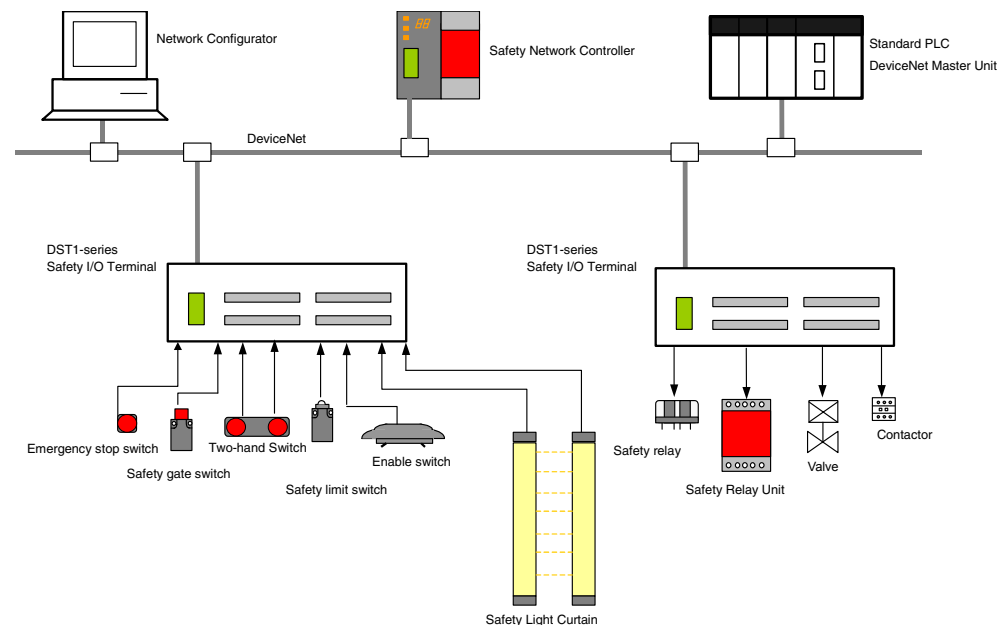 Network Configurator
Safety Network Controller
Standard PLC
DeviceNet Master Unit
88
DeviceNet
DST1-series
Safety I/O Terminal
DST1-series
Safety I/O Terminal
Emergency stop switch
Safety gate switch
Two-hand Switch
Safety limit switch
Enable switch
Safety Light Curtain
Safety relay
Safety Relay Unit
Valve
Contactor